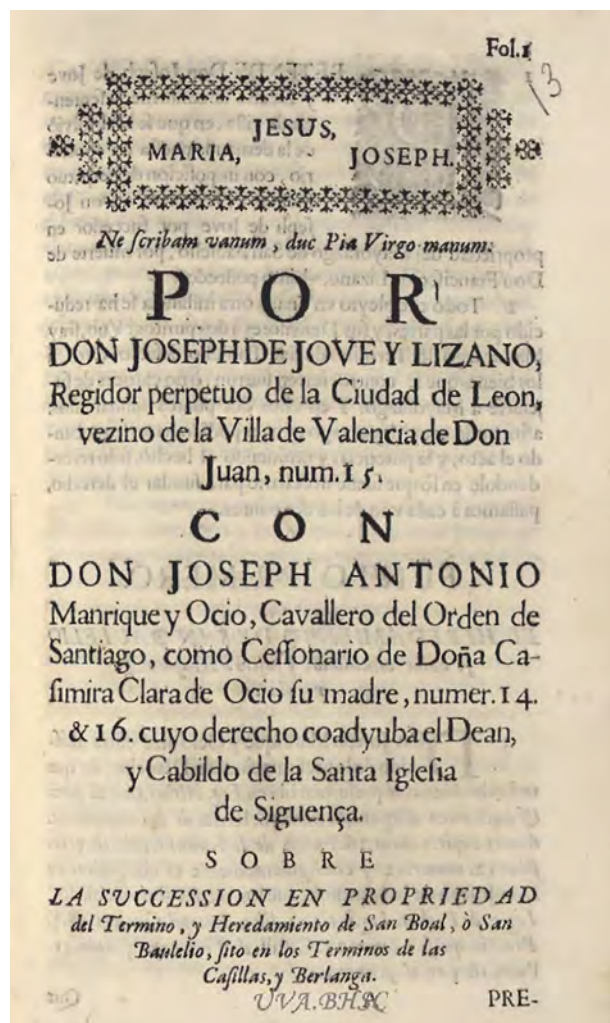 Fol.1
13
JESUS,
MARIA, JOSEPH.
Ne scribam vanum, duc Pia Virgo manum.
POR
DON JOSEPH DE JOVE Y LIZANO,
Regidor perpetuo de la Ciudad de Leon,
vezino de la Villa de Valencia de Don
Juan, num.15.
CON
DON JOSEPH ANTONIO
Manrique y Ocio, Cavallero del Orden de
Santiago, como Cessonario de Doña Ca-
simira Clara de Ocio su madre, numer.14.
& 16. cuyo derecho coadyuba el Dean,
y Cabildo de la Santa Iglesia
de Siguença.
SOBRE
LA SUCCESSION EN PROPRIEDAD
del Termino, y Heredamiento de San Boal, ò San
Baulelio, sito en los Terminos de las
Casillas, y Berlanga.
UVA.BHSC
PRE-